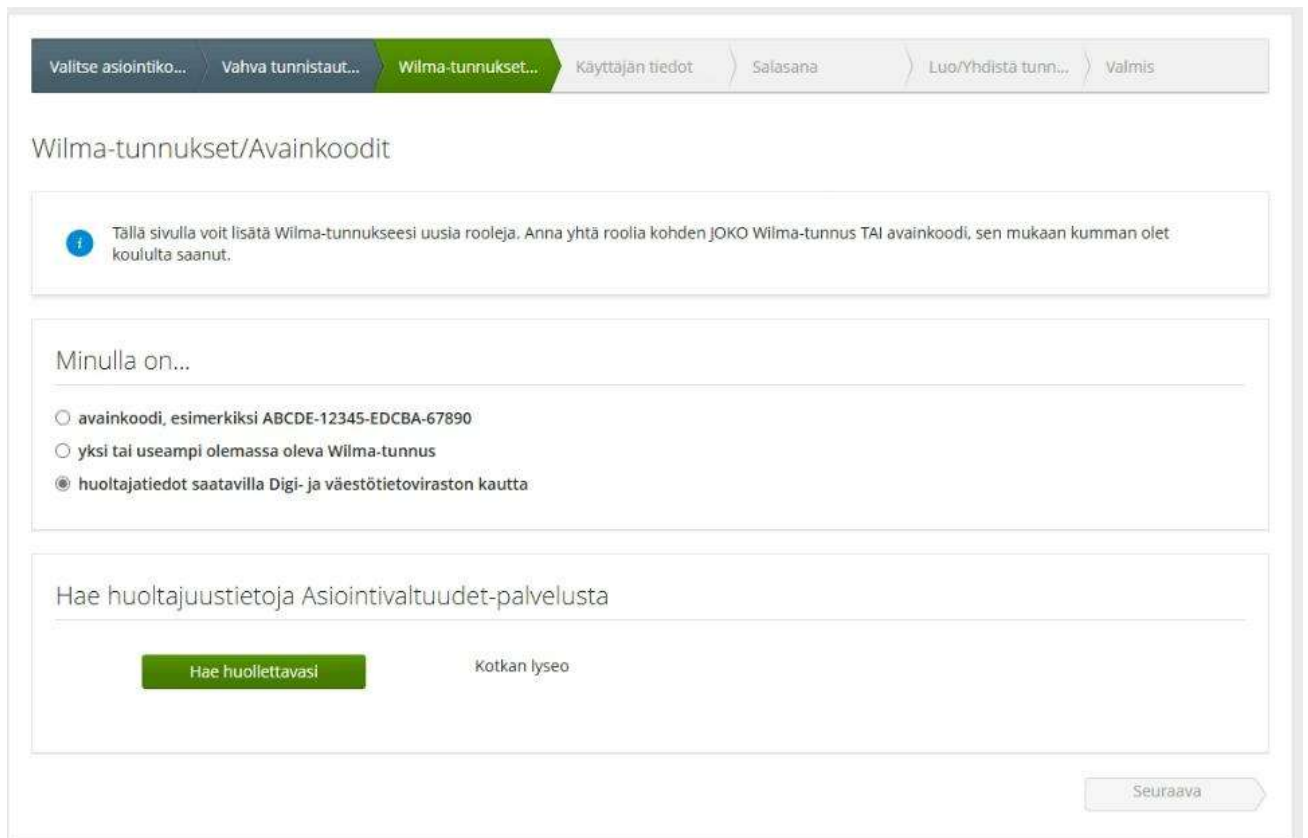 Valitse asiointiko...
Vahva tunnistaut...
Wilma-tunnukset...
Käyttäjän tiedot
Salasana
Luo/Yhdistä tunn...
Valmis
Wilma-tunnukset/Avainkoodit
Tällä sivulla voit lisätä Wilma-tunnukseesi uusia rooleja. Anna yhtä roolia kohden JOKO Wilma-tunnus TAI avainkoodi, sen mukaan kumman olet
koululta saanut.
Minulla on...
avainkoodi, esimerkiksi ABCDE-12345-EDCBA-67890
yksi tai useampi olemassa oleva Wilma-tunnus
huoltajatiedot saatavilla Digi- ja väestötietoviraston kautta
Hae huoltajuustietoja Asiointivaltuudet-palvelusta
Hae huollettavasi
Kotkan lyseo
Seuraava